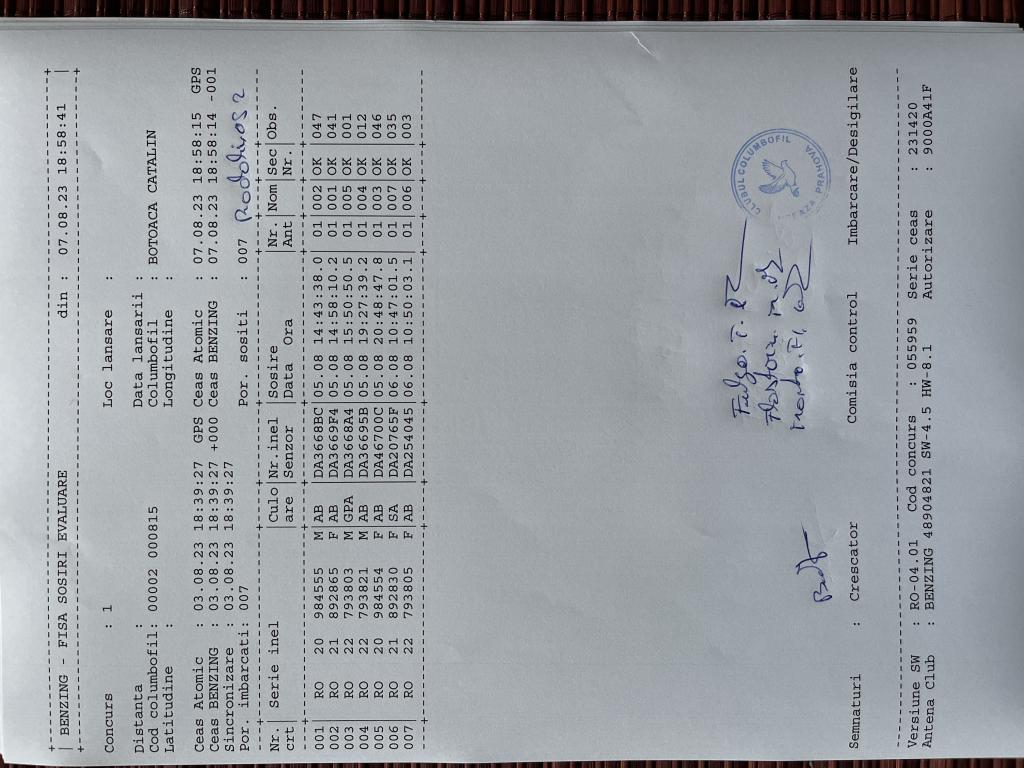 BENZING - FISA SOSIRI EVALUARE din : 07.08.23 18:58:41
Concurs : 1 Loc lansare :
Distanta : Data lansarii :
Cod columbofil: 00002 000815 Columbofil : BOTOACA CATALIN
Latitudine : Longitudine :
Ceas Atomic : 03.08.23 18:39:27 GPS Ceas Atomic : 07.08.23 18:58:15 GPS
Ceas BENZING : 03.08.23 18:39:27 +000 Ceas BENZING : 07.08.23 18:58:14 -001
Sincronizare : 03.08.23 18:39:27
Por. imbarcati: 007 Por. sositi : 007
Nr. | Serie inel | Culo | Nr.inel | Sosire | Nr. | Nom | Sec | Obs.
crt | | are | Senzor | Data Ora | Ant | | Nr. |
001 | RO 20 984555 M | AB | DA3668BC | 05.08 14:43:38.0 | 01 | 002 | OK | 047
002 | RO 21 892865 F | AB | DA3669F4 | 05.08 14:58:10.2 | 01 | 001 | OK | 041
003 | RO 22 793803 M | GPA | DA3668A4 | 05.08 15:50:50.5 | 01 | 005 | OK | 001
004 | RO 22 793821 M | AB | DA36695B | 05.08 19:27:39.2 | 01 | 004 | OK | 012
005 | RO 20 984554 F | AB | DA46700C | 05.08 20:48:47.8 | 01 | 003 | OK | 046
006 | RO 21 892830 F | SA | DA20765F | 06.08 10:47:01.5 | 01 | 007 | OK | 035
007 | RO 22 793805 F | AB | DA254045 | 06.08 10:50:03.1 | 01 | 006 | OK | 003
CLUBUL COLUMBOFIL
PRAHOVA
Semnaturi : Crescator Comisia control Imbarcare/Desigilare
Versiune SW : RO-04.01 Cod concurs : 055959 Serie ceas : 231420
Antena Club : BENZING 48904821 SW-4.5 HW-8.1 Autorizare : 9000A41F